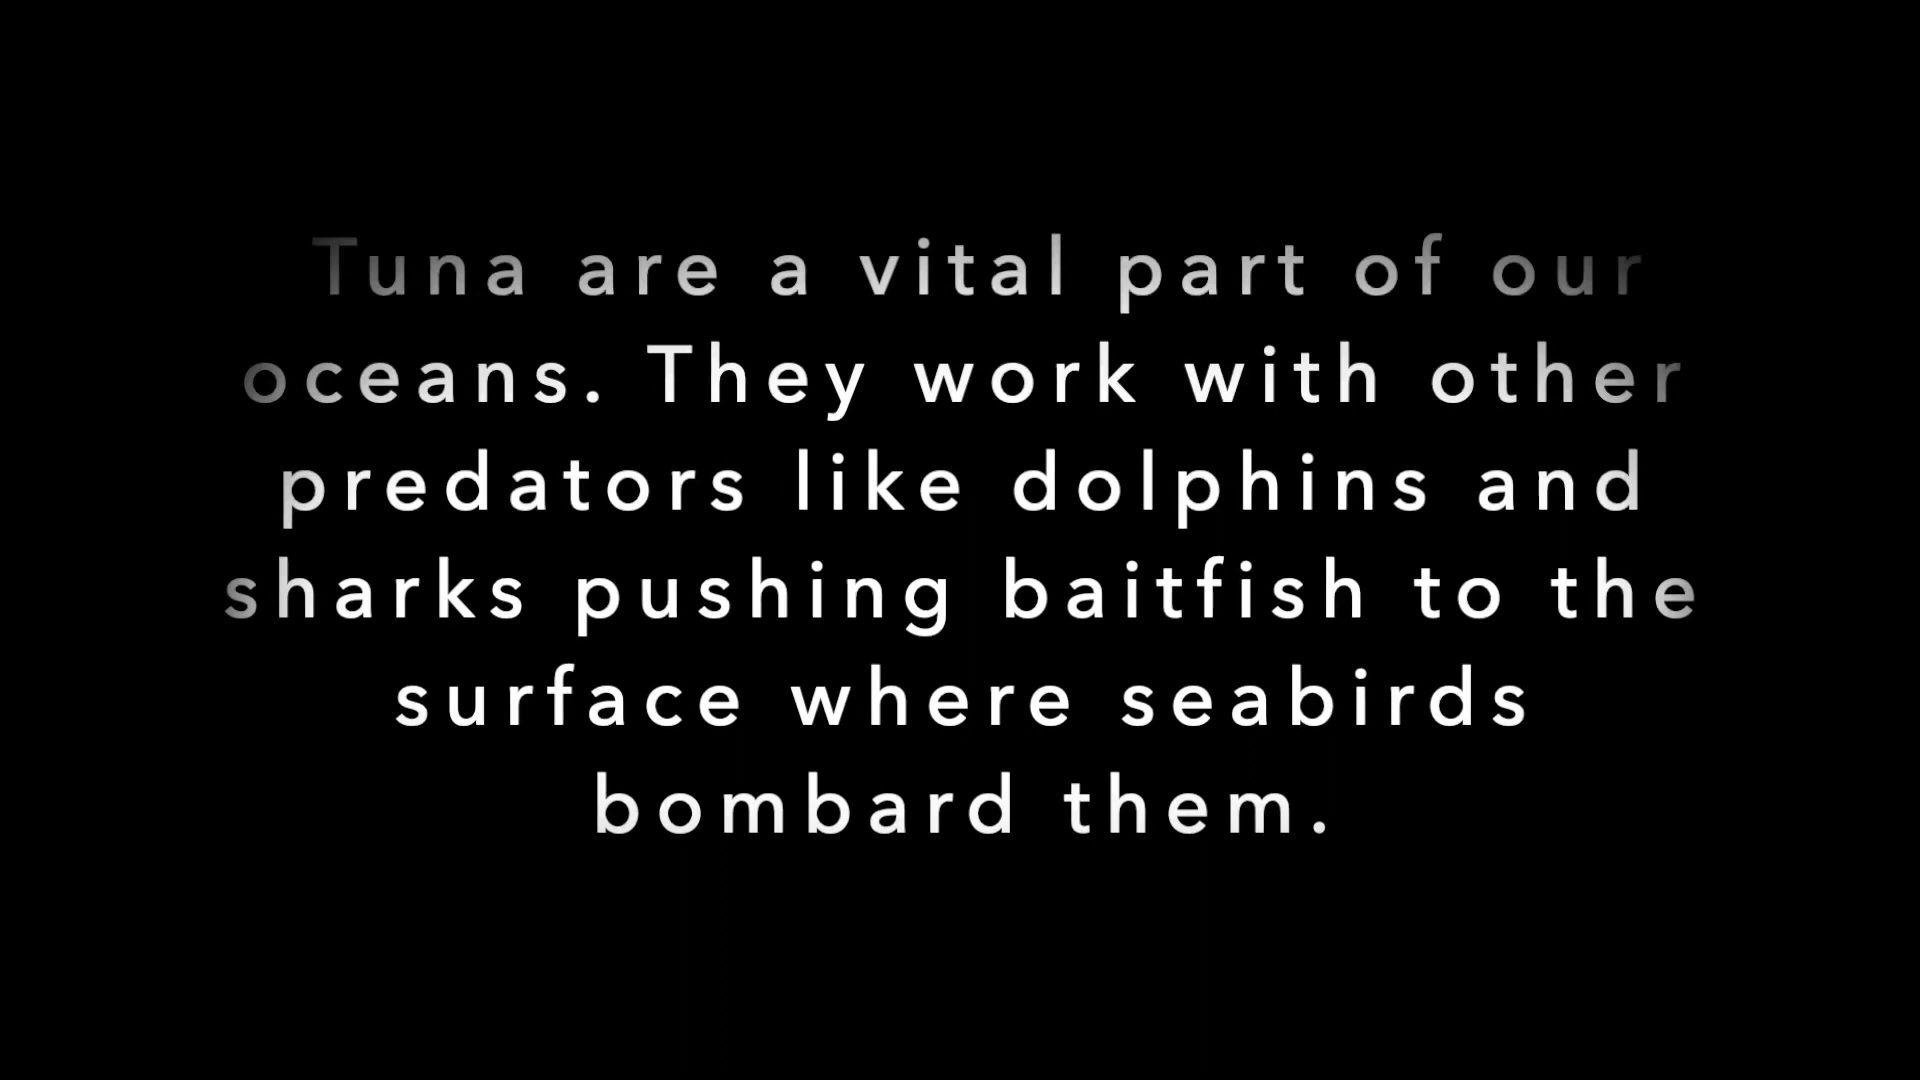 Tuna are a vital part of our
oceans. They work with other
predators like dolphins and
sharks pushing baitfish to the
surface where seabirds
bombard them.